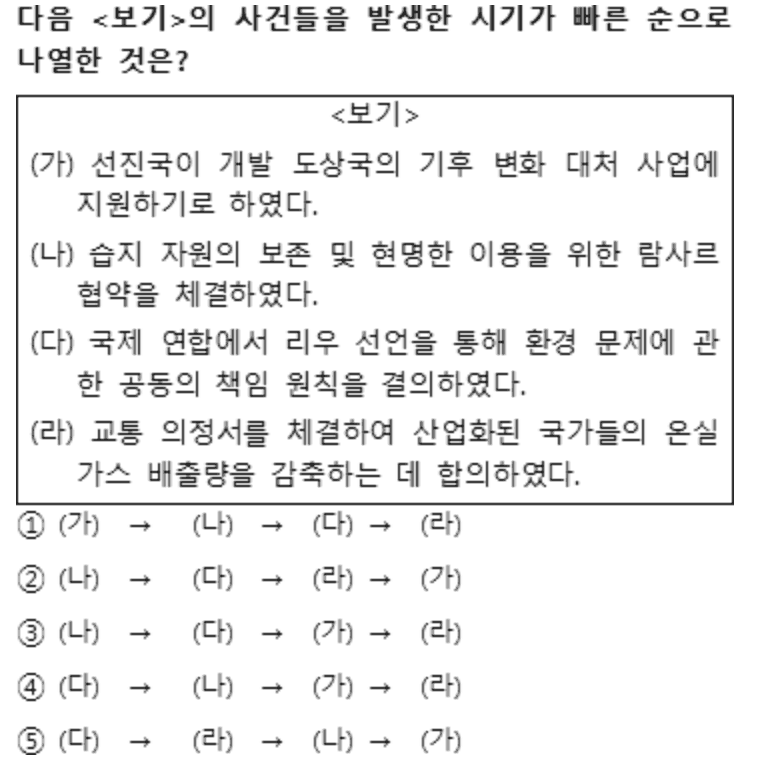 다음 <보기>의 사건들을 발생한 시기가 빠른 순으로
나열한 것은?
<보기>
(가) 선진국이 개발 도상국의 기후 변화 대처 사업에
지원하기로 하였다.
(나) 습지 자원의 보존 및 현명한 이용을 위한 람사르
협약을 체결하였다.
(다) 국제 연합에서 리우 선언을 통해 환경 문제에 관
한 공동의 책임 원칙을 결의하였다.
(라) 교통 의정서를 체결하여 산업화된 국가들의 온실
가스 배출량을 감축하는 데 합의하였다.
① (가) → (나) → (다) → (라)
② (나) → (다) → (라) → (가)
③ (나) → (다) → (가) → (라)
④ (다) → (나) → (가) → (라)
⑤ (다) → (라) → (나) → (가)